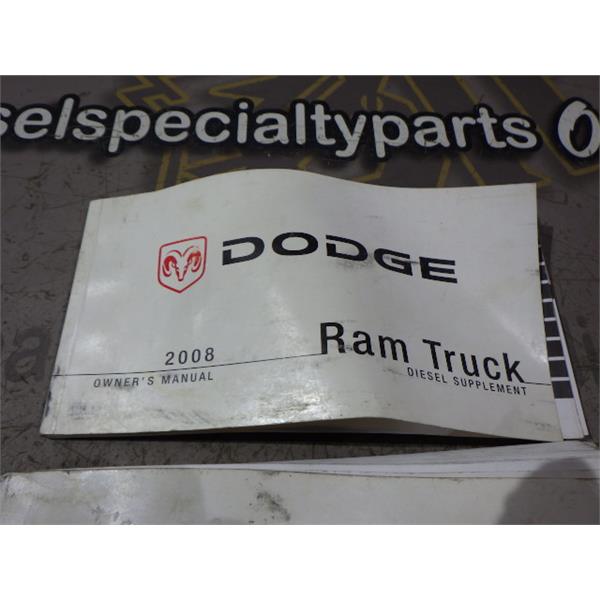 selspecialtyparts O
DODGE
2008
OWNER'S MANUAL
Ram Truck
DIESEL SUPPLEMENT